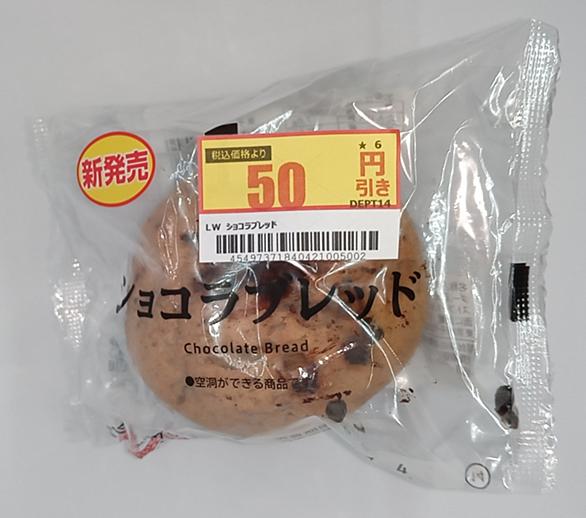 新発売
税込価格より
50
★ 6
円
引き
DEPT14
LW ショコラブレッド
45497371840421005002
ショコラブレッド
Chocolate Bread
●空洞ができる商品です